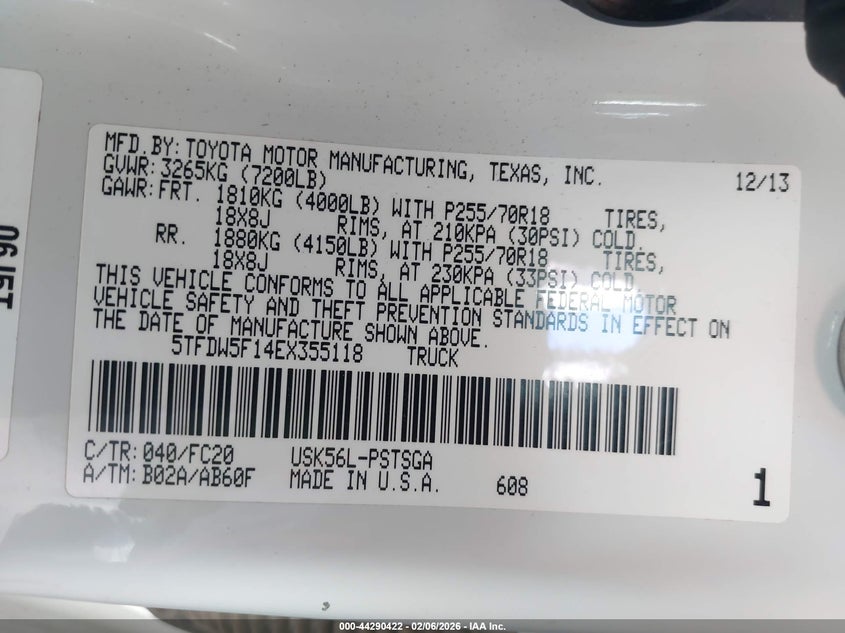 MFD.BY: TOYOTA MOTOR MANUFACTURING, TEXAS, INC. 12/13
GVWR: 3265KG (7200LB)
GAWR: FRT. 1810KG (4000LB) WITH P255/70R18 TIRES,
18X8J RIMS, AT 210KPA (30PSI) COLD.
RR. 1880KG (4150LB) WITH P255/70R18 TIRES,
18X8J RIMS, AT 230KPA (33PSI) COLD.
THIS VEHICLE CONFORMS TO ALL APPLICABLE FEDERAL MOTOR
VEHICLE SAFETY AND THEFT PREVENTION STANDARDS IN EFFECT ON
THE DATE OF MANUFACTURE SHOWN ABOVE.
5TFDW5F14EX355118 TRUCK
C/TR: 040/FC20 USK56L-PSTSGA
A/TM: B02A/AB60F MADE IN U.S.A. 608
1
000-44290422 - 02/06/2026 - IAA Inc.